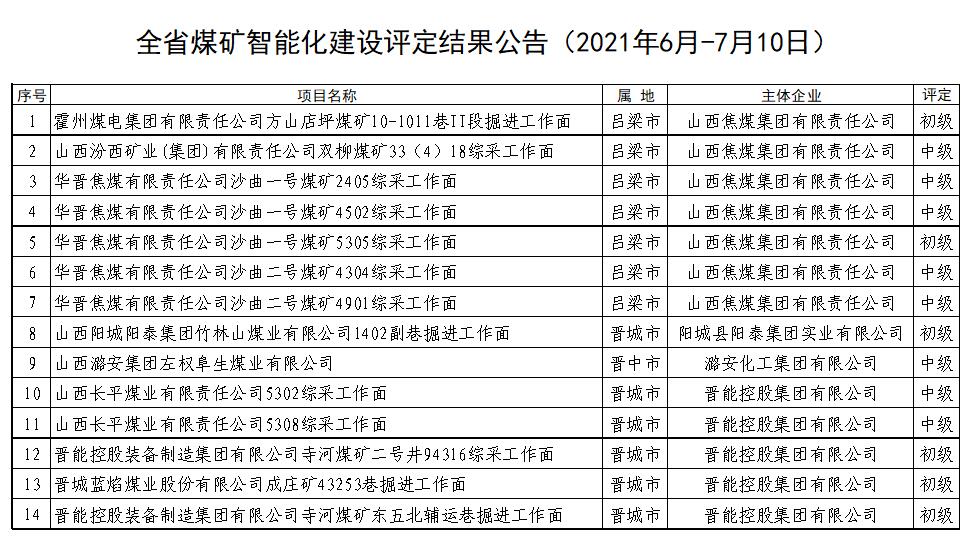 全省煤矿智能化建设评定结果公告（2021年6月-7月10日）
序号 项目名称 属 地 主体企业 评定
1 霍州煤电集团有限责任公司方山店坪煤矿10-1011巷II段掘进工作面 吕梁市 山西焦煤集团有限责任公司 初级
2 山西汾西矿业(集团)有限责任公司双柳煤矿33（4）18综采工作面 吕梁市 山西焦煤集团有限责任公司 中级
3 华晋焦煤有限责任公司沙曲一号煤矿2405综采工作面 吕梁市 山西焦煤集团有限责任公司 中级
4 华晋焦煤有限责任公司沙曲一号煤矿4502综采工作面 吕梁市 山西焦煤集团有限责任公司 中级
5 华晋焦煤有限责任公司沙曲一号煤矿5305综采工作面 吕梁市 山西焦煤集团有限责任公司 初级
6 华晋焦煤有限责任公司沙曲二号煤矿4304综采工作面 吕梁市 山西焦煤集团有限责任公司 中级
7 华晋焦煤有限责任公司沙曲二号煤矿4901综采工作面 吕梁市 山西焦煤集团有限责任公司 中级
8 山西阳城阳泰集团竹林山煤业有限公司1402副巷掘进工作面 晋城市 阳城县阳泰集团实业有限公司 初级
9 山西潞安集团左权阜生煤业有限公司 晋中市 潞安化工集团有限公司 中级
10 山西长平煤业有限责任公司5302综采工作面 晋城市 晋能控股集团有限公司 中级
11 山西长平煤业有限责任公司5308综采工作面 晋城市 晋能控股集团有限公司 中级
12 晋能控股装备制造集团有限公司寺河煤矿二号井94316综采工作面 晋城市 晋能控股集团有限公司 初级
13 晋城蓝焰煤业股份有限公司成庄矿43253巷掘进工作面 晋城市 晋能控股集团有限公司 初级
14 晋能控股装备制造集团有限公司寺河煤矿东五北辅运巷掘进工作面 晋城市 晋能控股集团有限公司 初级